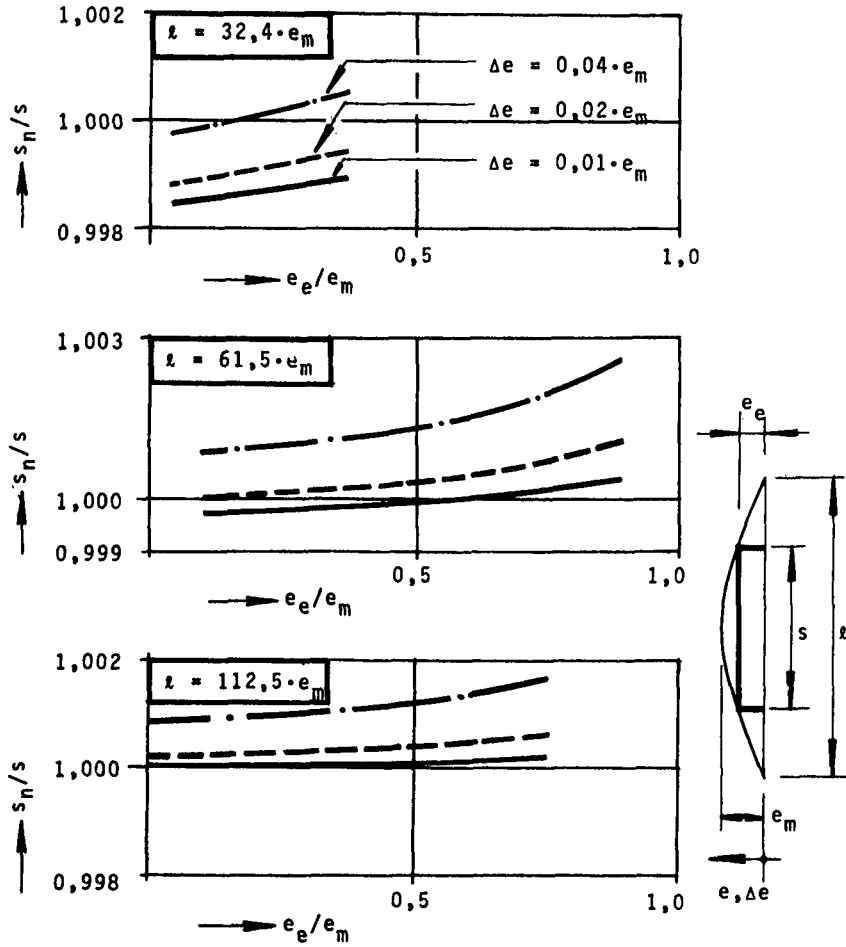 1,002
ℓ = 32,4·e_m
Δe = 0,04·e_m
Δe = 0,02·e_m
Δe = 0,01·e_m
s_n/s
1,000
0,998
0,5
1,0
e_e/e_m
1,003
ℓ = 61,5·e_m
s_n/s
1,000
0,999
0,5
1,0
e_e/e_m
1,002
ℓ = 112,5·e_m
s_n/s
1,000
0,998
0,5
1,0
e_e/e_m
e_e
s
ℓ
e_m
e,Δe